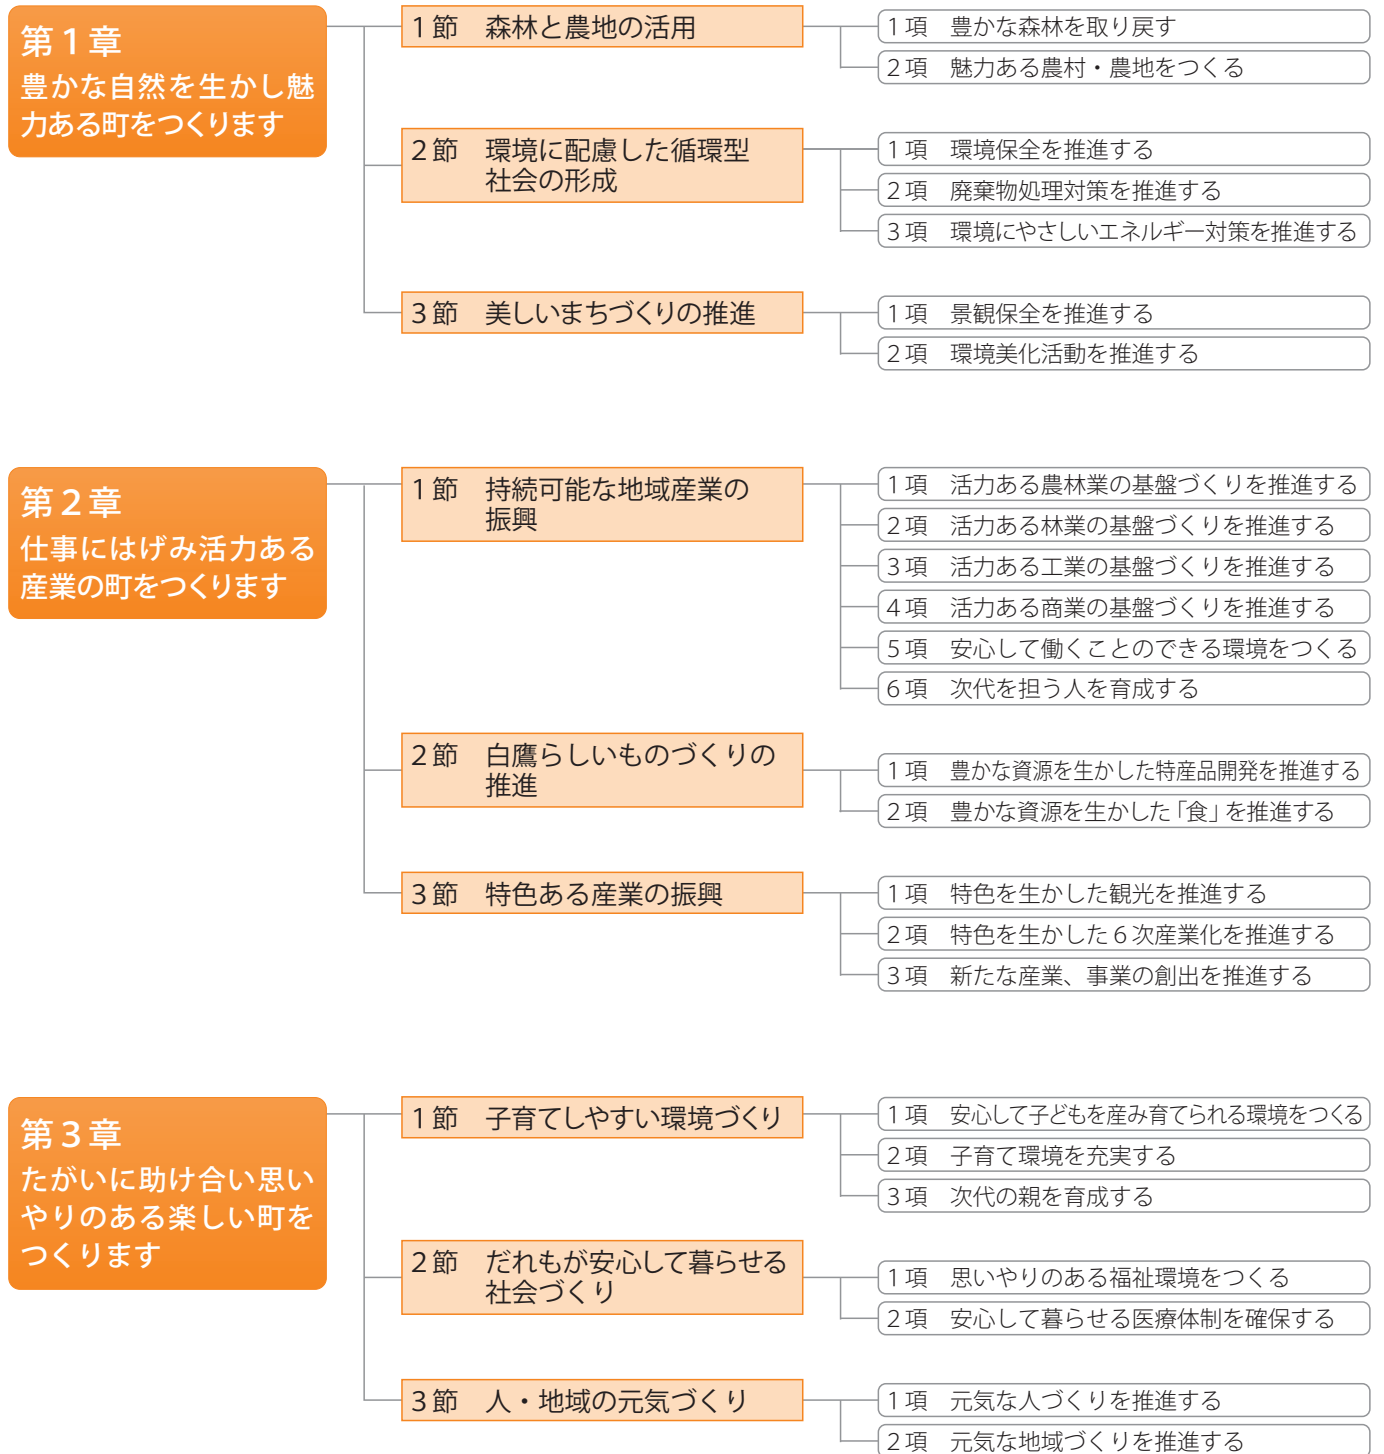 第1章
豊かな自然を生かし魅
力ある町をつくります
1節 森林と農地の活用
1項 豊かな森林を取り戻す
2項 魅力ある農村・農地をつくる
2節 環境に配慮した循環型
社会の形成
1項 環境保全を推進する
2項 廃棄物処理対策を推進する
3項 環境にやさしいエネルギー対策を推進する
3節 美しいまちづくりの推進
1項 景観保全を推進する
2項 環境美化活動を推進する
第2章
仕事にはげみ活力ある
産業の町をつくります
1節 持続可能な地域産業の
振興
1項 活力ある農林業の基盤づくりを推進する
2項 活力ある林業の基盤づくりを推進する
3項 活力ある工業の基盤づくりを推進する
4項 活力ある商業の基盤づくりを推進する
5項 安心して働くことのできる環境をつくる
6項 次代を担う人を育成する
2節 白鷹らしいものづくりの
推進
1項 豊かな資源を生かした特産品開発を推進する
2項 豊かな資源を生かした「食」を推進する
3節 特色ある産業の振興
1項 特色を生かした観光を推進する
2項 特色を生かした6次産業化を推進する
3項 新たな産業、事業の創出を推進する
第3章
たがいに助け合い思い
やりのある楽しい町を
つくります
1節 子育てしやすい環境づくり
1項 安心して子どもを産み育てられる環境をつくる
2項 子育て環境を充実する
3項 次代の親を育成する
2節 だれもが安心して暮らせる
社会づくり
1項 思いやりのある福祉環境をつくる
2項 安心して暮らせる医療体制を確保する
3節 人・地域の元気づくり
1項 元気な人づくりを推進する
2項 元気な地域づくりを推進する